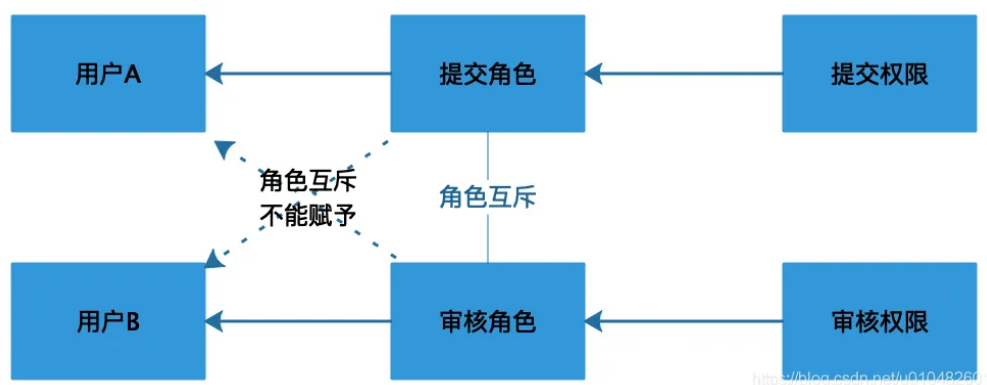 用户A
提交角色
提交权限
角色互斥
不能赋予
角色互斥
用户B
审核角色
审核权限
https://blog.csdn.net/u01048260